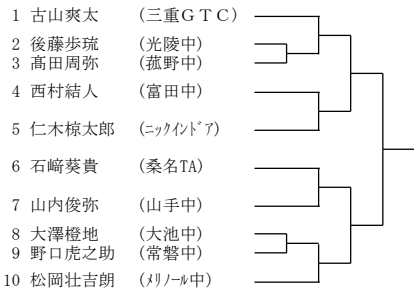 1 古山爽太 (三重GTC)
2 後藤歩琉 (光陵中)
3 髙田周弥 (菰野中)
4 西村結人 (富田中)
5 仁木椋太郎 (ニックインドア)
6 石﨑葵貴 (桑名TA)
7 山内俊弥 (山手中)
8 大澤橙地 (大池中)
9 野口虎之助 (常磐中)
10 松岡壮吉朗 (メリノール中)